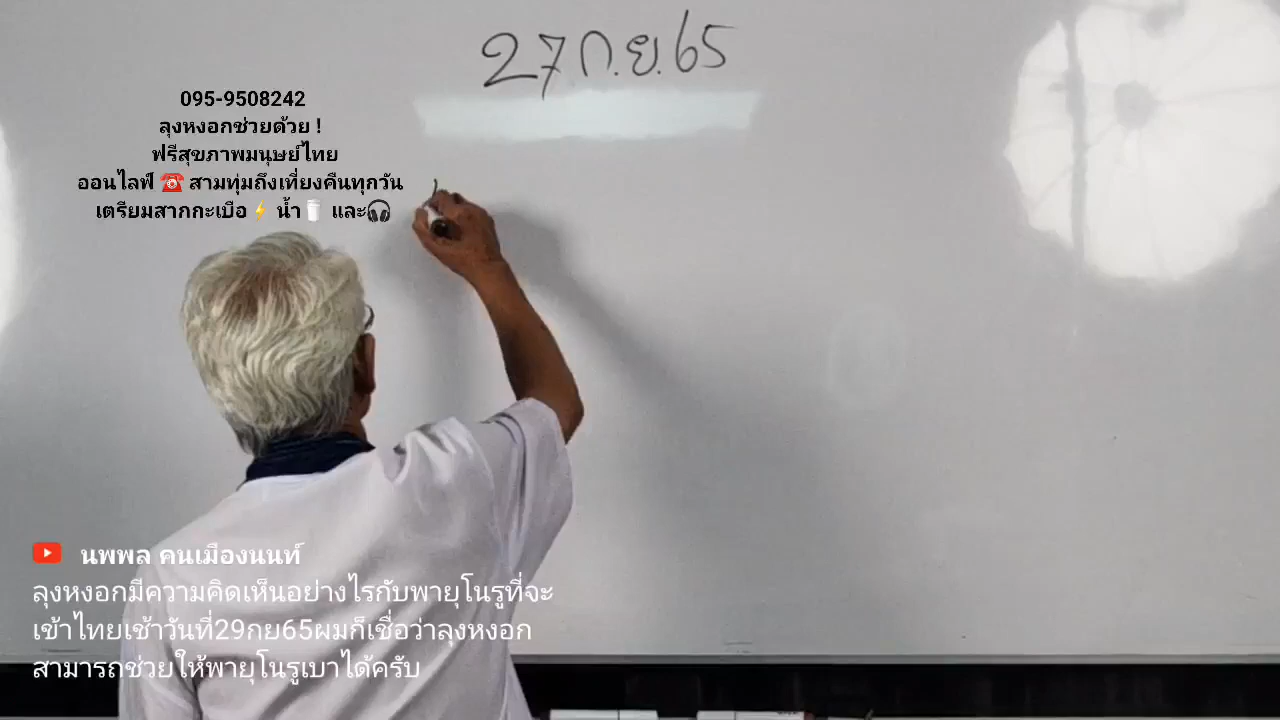 27 ก.ย. 65
095-9508242
ลุงหงอกช่วยด้วย !
ฟรีสุขภาพมนุษย์ไทย
ออนไลฟ์ ☎️ สามทุ่มถึงเที่ยงคืนทุกวัน
เตรียมสากกะเบือ⚡ น้ำ🥛 และ🎧
นพพล คนเมืองนนท์
ลุงหงอกมีความคิดเห็นอย่างไรกับพายุโนรูที่จะ
เข้าไทยเช้าวันที่29กย65ผมก็เชื่อว่าลุงหงอก
สามารถช่วยให้พายุโนรูเบาได้ครับ